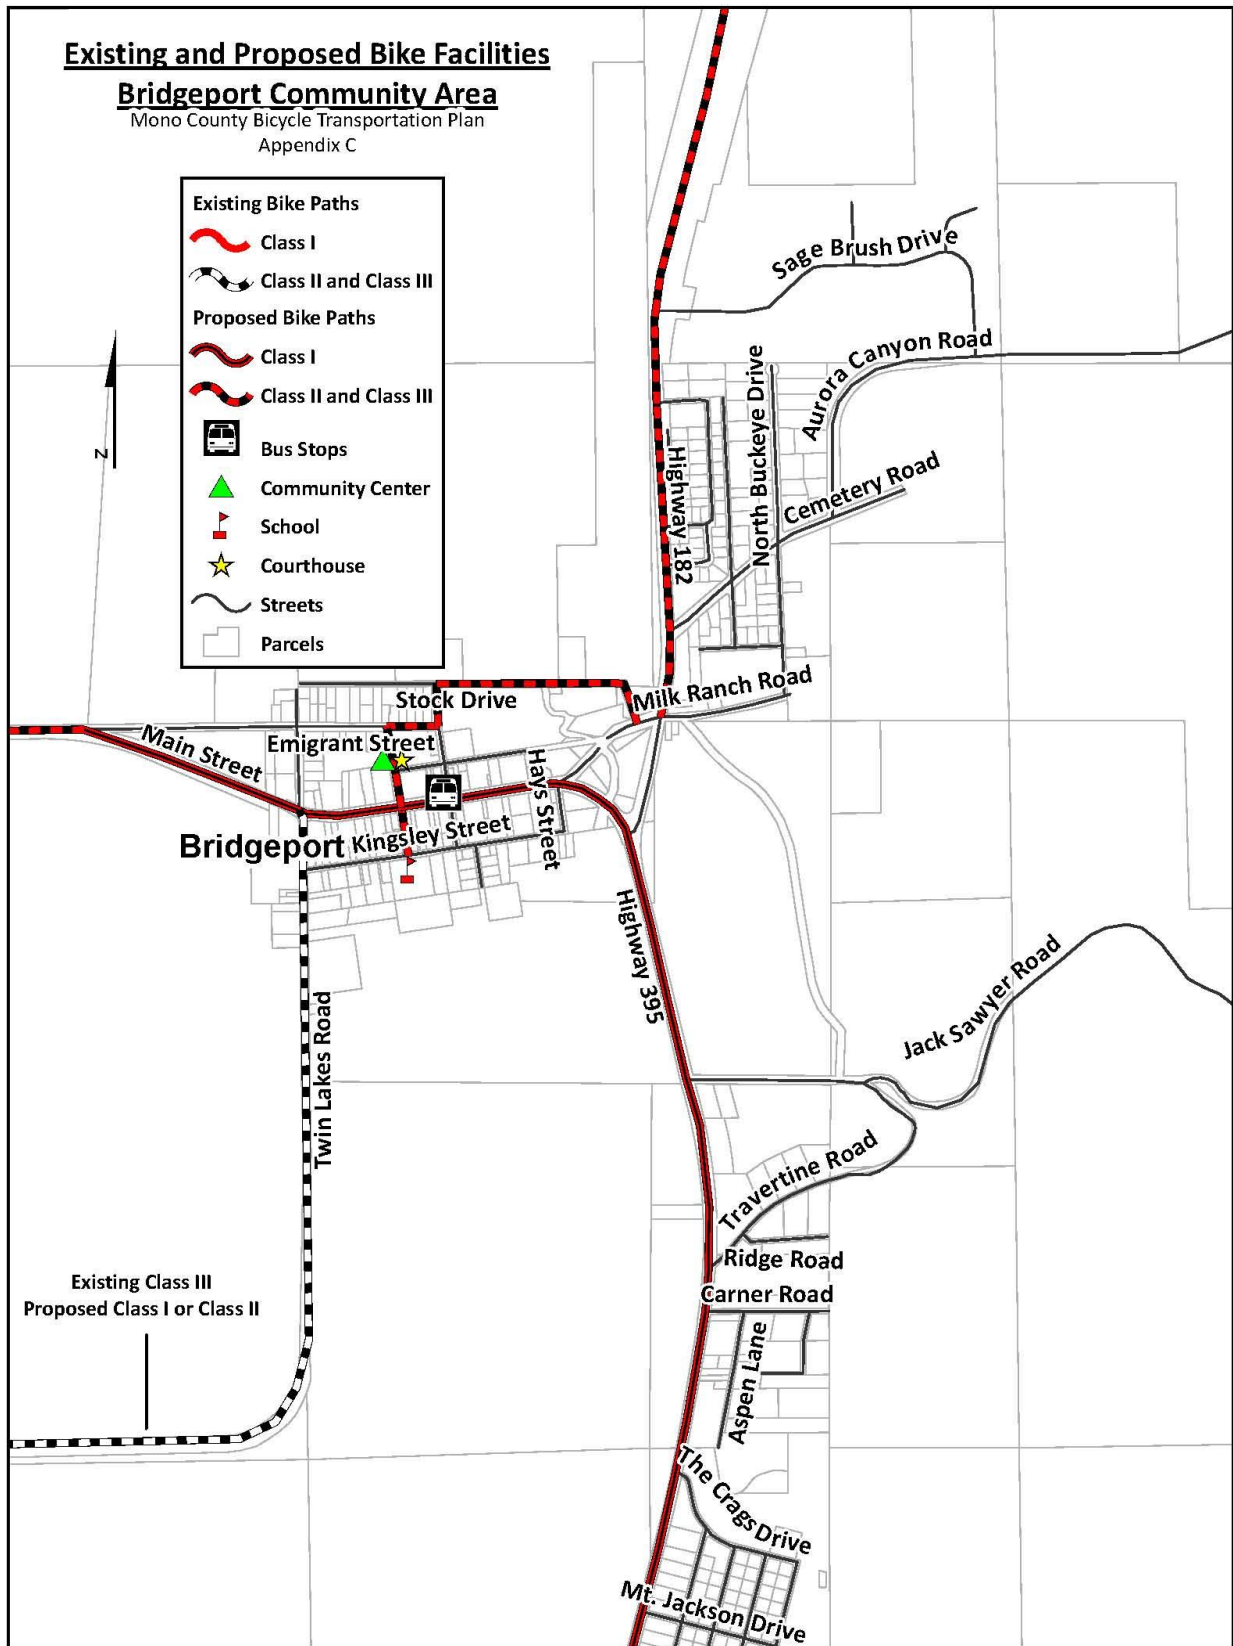 Existing and Proposed Bike Facilities
Bridgeport Community Area
Mono County Bicycle Transportation Plan
Appendix C
Existing Bike Paths
Class I
Class II and Class III
Proposed Bike Paths
Class I
Class II and Class III
Bus Stops
Community Center
School
Courthouse
Streets
Parcels
N
Sage Brush Drive
Aurora Canyon Road
North Buckeye Drive
Cemetery Road
Highway 182
Milk Ranch Road
Stock Drive
Main Street
Emigrant Street
Hays Street
Bridgeport
Kingsley Street
Highway 395
Twin Lakes Road
Jack Sawyer Road
Travertine Road
Ridge Road
Carner Road
Aspen Lane
Existing Class III
Proposed Class I or Class II
The Crags Drive
Mt. Jackson Drive